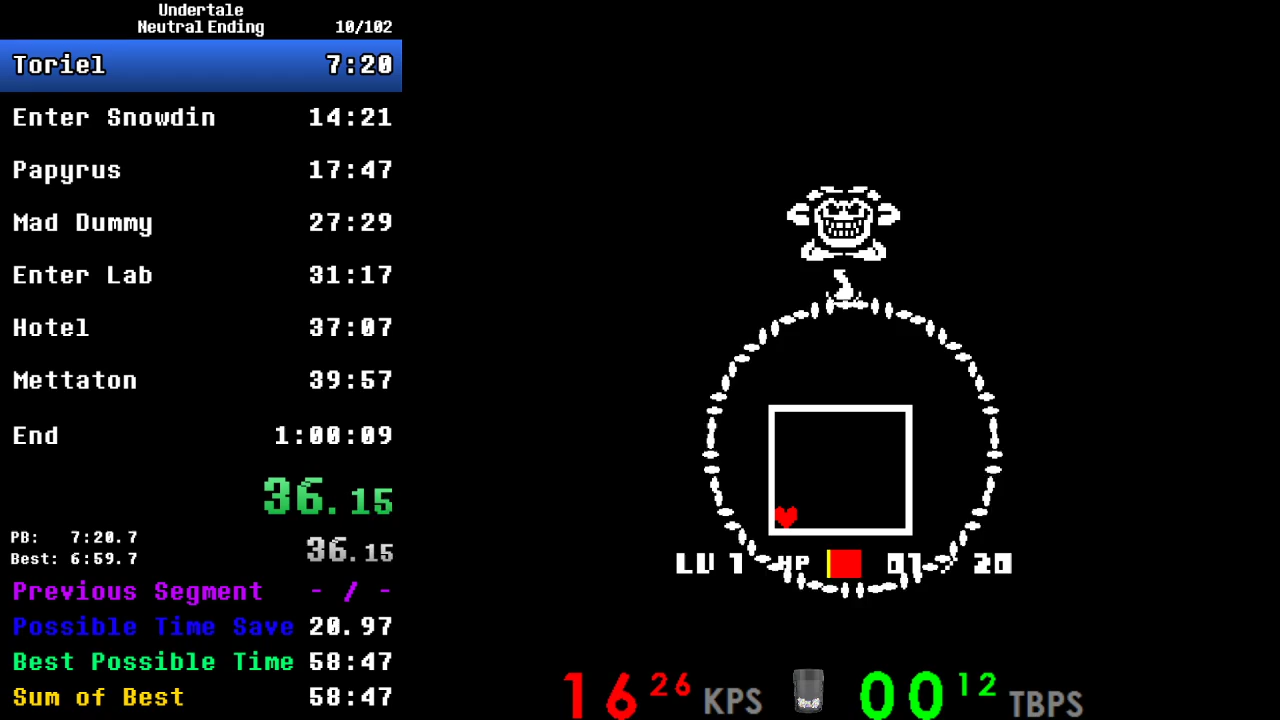 Undertale
Neutral Ending 10/102
Toriel 7:20
Enter Snowdin 14:21
Papyrus 17:47
Mad Dummy 27:29
Enter Lab 31:17
Hotel 37:07
Mettaton 39:57
End 1:00:09
36.15
PB: 7:20.7
Best: 6:59.7
36.15
Previous Segment - / -
Possible Time Save 20.97
Best Possible Time 58:47
Sum of Best 58:47
LV 1 HP 01 / 20
16 26 KPS 00 12 TBPS